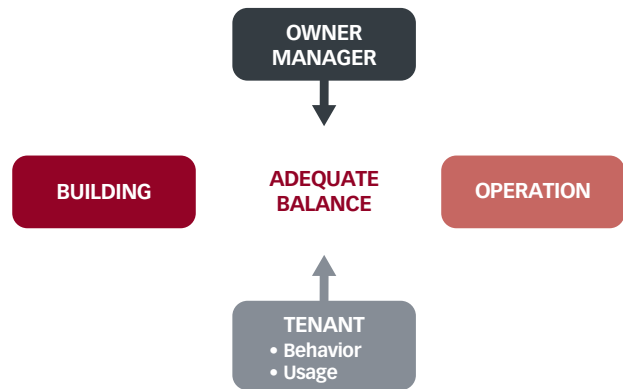 OWNER
MANAGER
BUILDING
ADEQUATE
BALANCE
OPERATION
TENANT
• Behavior
• Usage